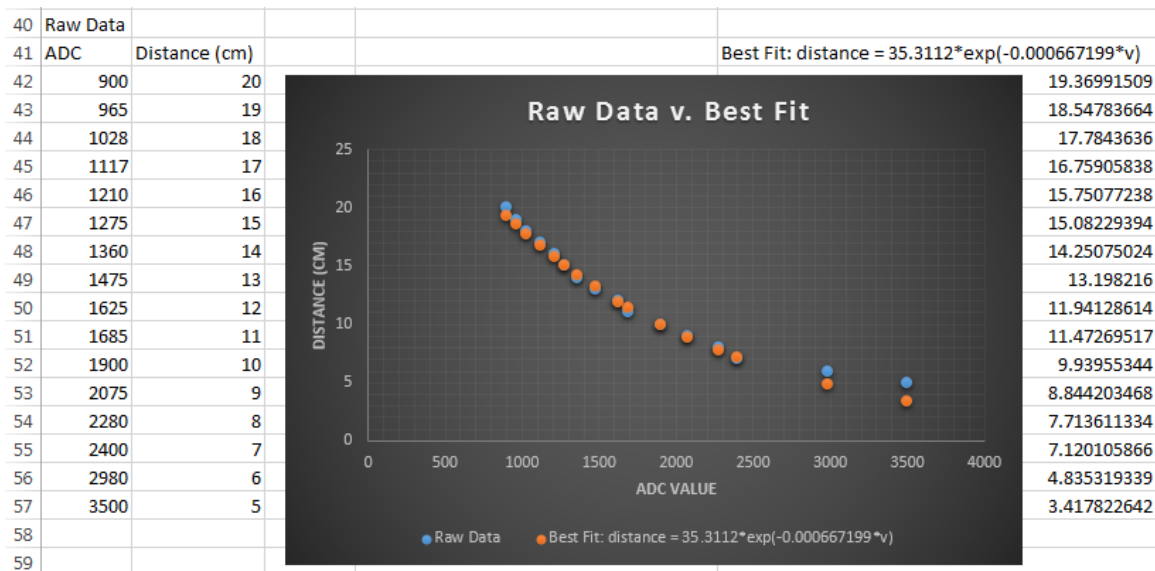 40 Raw Data
41 ADC Distance (cm) Best Fit: distance = 35.3112*exp(-0.000667199*v)
42 900 20 19.36991509
43 965 19 18.54783664
44 1028 18 17.7843636
45 1117 17 16.75905838
46 1210 16 15.75077238
47 1275 15 15.08229394
48 1360 14 14.25075024
49 1475 13 13.198216
50 1625 12 11.94128614
51 1685 11 11.47269517
52 1900 10 9.93955344
53 2075 9 8.844203468
54 2280 8 7.713611334
55 2400 7 7.120105866
56 2980 6 4.835319339
57 3500 5 3.417822642
58
59
Raw Data v. Best Fit
DISTANCE (CM)
25
20
15
10
5
0
0 500 1000 1500 2000 2500 3000 3500 4000
ADC VALUE
Raw Data Best Fit: distance = 35.3112*exp(-0.000667199*v)